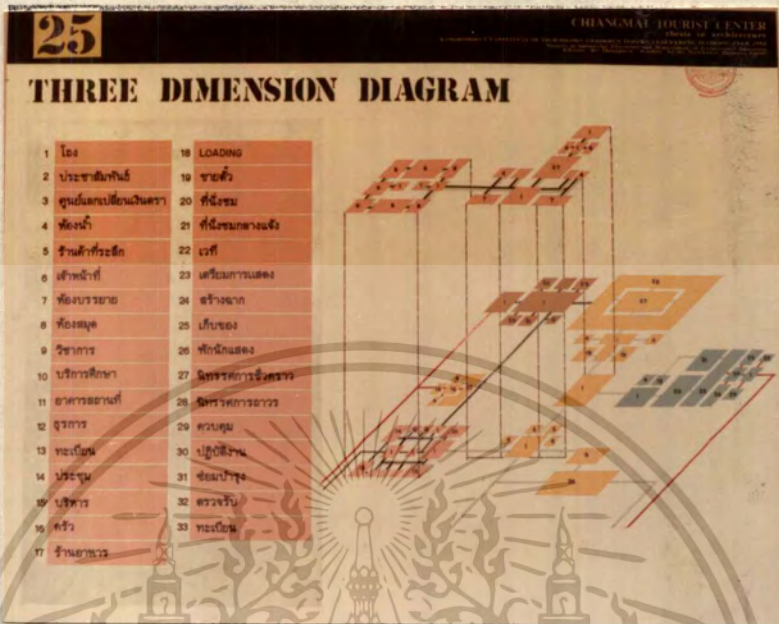 25
CHIANGMAI TOURIST CENTER
thesis in architecture
THREE DIMENSION DIAGRAM
1 โถง
2 ประชาสัมพันธ์
3 ศูนย์แลกเปลี่ยนเงินตรา
4 ห้องน้ำ
5 ร้านค้าที่ระลึก
6 เจ้าหน้าที่
7 ห้องบรรยาย
8 ห้องสมุด
9 วิชาการ
10 บริการศึกษา
11 อาคารสถานที่
12 ธุรการ
13 ทะเบียน
14 ประชุม
15 บริหาร
16 ครัว
17 ร้านอาหาร
18 LOADING
19 ขายตั๋ว
20 ที่นั่งชม
21 ที่นั่งชมกลางแจ้ง
22 เวที
23 เตรียมการแสดง
24 สร้างฉาก
25 เก็บของ
26 พักนักแสดง
27 นิทรรศการชั่วคราว
28 นิทรรศการถาวร
29 ควบคุม
30 ปฏิบัติงาน
31 ซ่อมบำรุง
32 ตรวจรับ
33 ทะเบียน